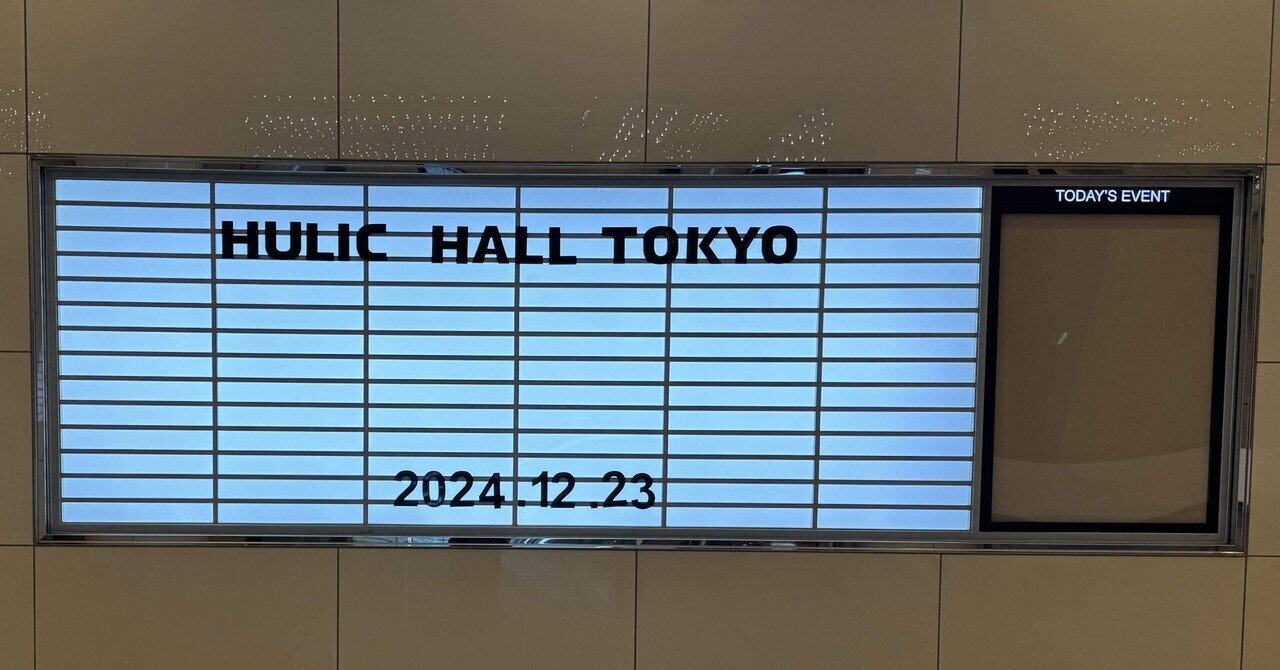 HULIC HALL TOKYO
2024.12.23
TODAY'S EVENT